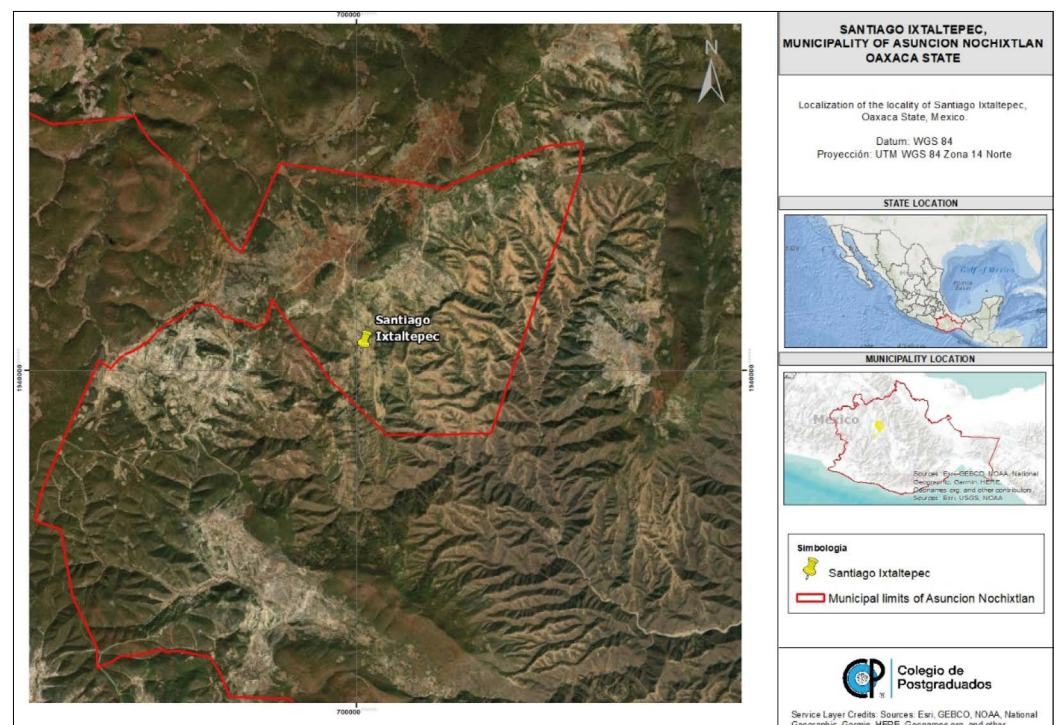 700000
N
Santiago
Ixtaltepec
700000
SANTIAGO IXTALTEPEC,
MUNICIPALITY OF ASUNCION NOCHIXTLAN
OAXACA STATE
Localization of the locality of Santiago Ixtaltepec,
Oaxaca State, Mexico.
Datum: WGS 84
Proyección: UTM WGS 84 Zona 14 Norte
STATE LOCATION
Gulf of Mexico
MUNICIPALITY LOCATION
Mexico
Sources: Esri, GEBCO, NOAA, National
Geographic, Garmin, HERE,
Geonames.org, and other contributors
Sources: Esri, USGS, NOAA
Simbología
Santiago Ixtaltepec
Municipal limits of Asuncion Nochixtlan
CP
Colegio de
Postgraduados
Service Layer Credits: Sources: Esri, GEBCO, NOAA, National
Geographic, Garmin, HERE, Geonames.org, and other